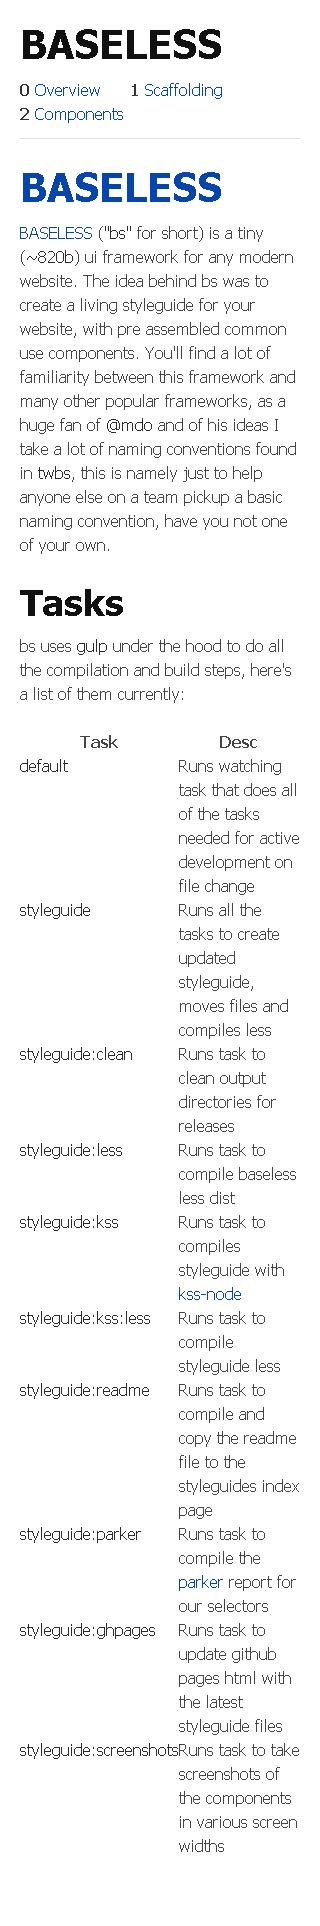 BASELESS
0 Overview 1 Scaffolding
2 Components
BASELESS
BASELESS ("bs" for short) is a tiny
(~820b) ui framework for any modern
website. The idea behind bs was to
create a living styleguide for your
website, with pre assembled common
use components. You'll find a lot of
familiarity between this framework and
many other popular frameworks, as a
huge fan of @mdo and of his ideas I
take a lot of naming conventions found
in twbs, this is namely just to help
anyone else on a team pickup a basic
naming convention, have you not one
of your own.
Tasks
bs uses gulp under the hood to do all
the compilation and build steps, here's
a list of them currently:
Task Desc
default Runs watching
task that does all
of the tasks
needed for active
development on
file change
styleguide Runs all the
tasks to create
updated
styleguide,
moves files and
compiles less
styleguide:clean Runs task to
clean output
directories for
releases
styleguide:less Runs task to
compile baseless
less dist
styleguide:kss Runs task to
compiles
styleguide with
kss-node
styleguide:kss:less Runs task to
compile
styleguide less
styleguide:readme Runs task to
compile and
copy the readme
file to the
styleguides index
page
styleguide:parker Runs task to
compile the
parker report for
our selectors
styleguide:ghpages Runs task to
update github
pages html with
the latest
styleguide files
styleguide:screenshots Runs task to take
screenshots of
the components
in various screen
widths